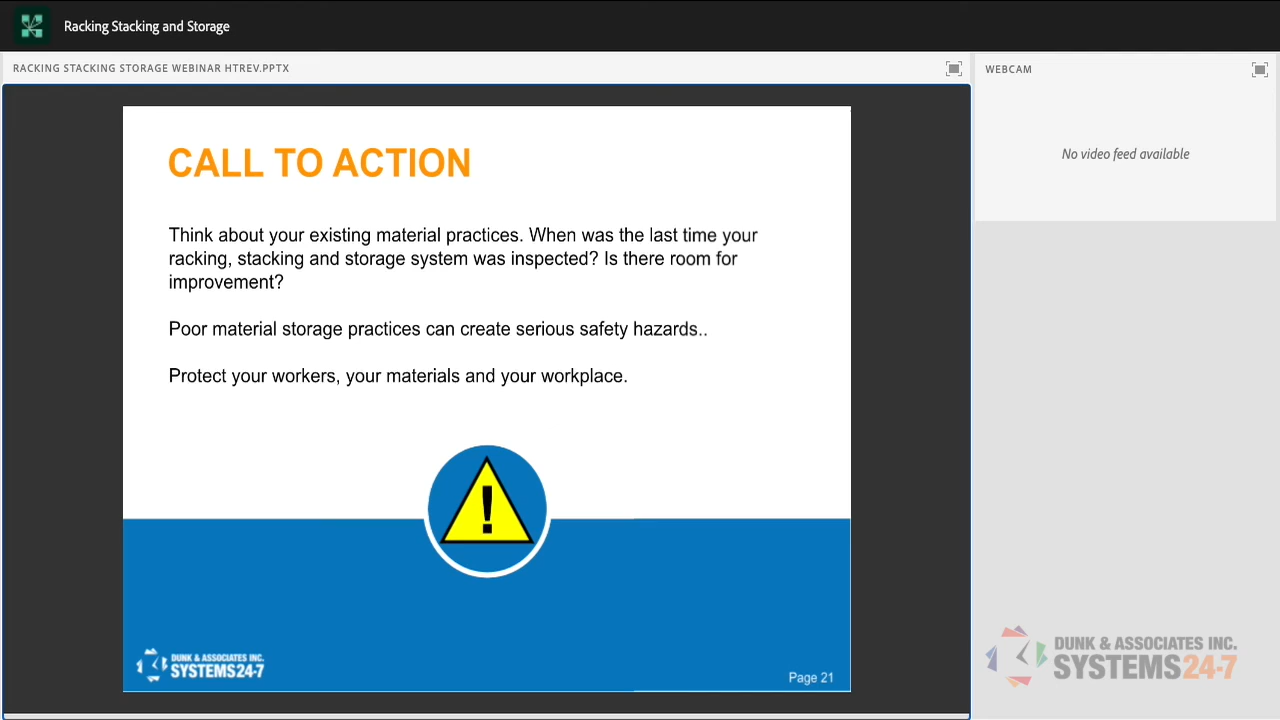 Racking Stacking and Storage
RACKING STACKING STORAGE WEBINAR HTREV.PPTX
WEBCAM
No video feed available
CALL TO ACTION
Think about your existing material practices. When was the last time your
racking, stacking and storage system was inspected? Is there room for
improvement?
Poor material storage practices can create serious safety hazards..
Protect your workers, your materials and your workplace.
!
DUNK & ASSOCIATES INC.
SYSTEMS24-7
Page 21
DUNK & ASSOCIATES INC.
SYSTEMS24-7